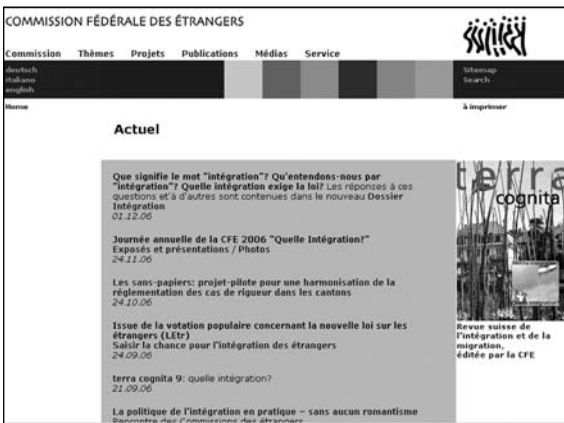 COMMISSION FÉDÉRALE DES ÉTRANGERS
Commission Thèmes Projets Publications Médias Service
deutsch
italiano
english
Sitemap
Search
Home
à imprimer
Actuel
Que signifie le mot "intégration"? Qu'entendons-nous par
"intégration"? Quelle intégration exige la loi? Les réponses à ces
questions et'à d'autres sont contenues dans le nouveau Dossier
Intégration
01.12.06
Journée annuelle de la CFE 2006 "Quelle Intégration?"
Exposés et présentations / Photos
24.11.06
Les sans-papiers: projet-pilote pour une harmonisation de la
réglementation des cas de rigueur dans les cantons
24.10.06
Issue de la votation populaire concernant la nouvelle loi sur les
étrangers (LEtr)
Saisir la chance pour l'intégration des étrangers
24.09.06
terra cognita 9: quelle intégration?
21.09.06
La politique de l'intégration en pratique – sans aucun romantisme
Rencontre des Commissions des étrangers
terra
cognita
Revue suisse de
l'intégration et de la
migration,
éditée par la CFE